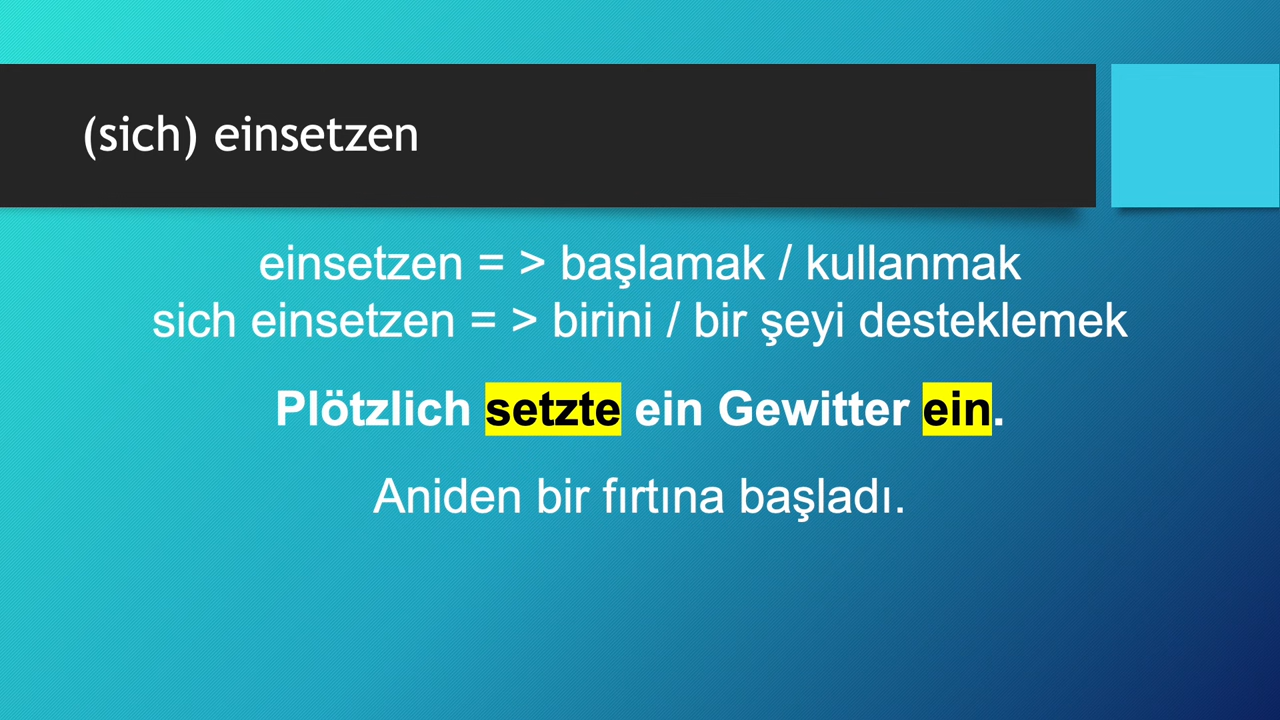 (sich) einsetzen
einsetzen = > başlamak / kullanmak
sich einsetzen = > birini / bir şeyi desteklemek
Plötzlich setzte ein Gewitter ein.
Aniden bir fırtına başladı.